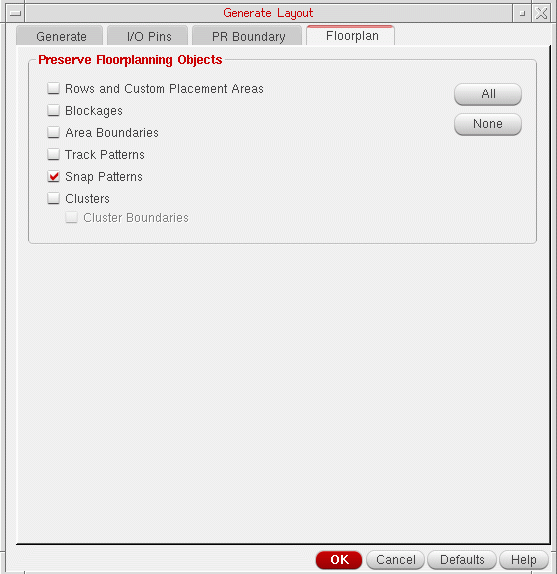 Generate Layout
Generate I/O Pins PR Boundary Floorplan
Preserve Floorplanning Objects
Rows and Custom Placement Areas
All
Blockages
None
Area Boundaries
Track Patterns
Snap Patterns
Clusters
Cluster Boundaries
OK Cancel Defaults Help